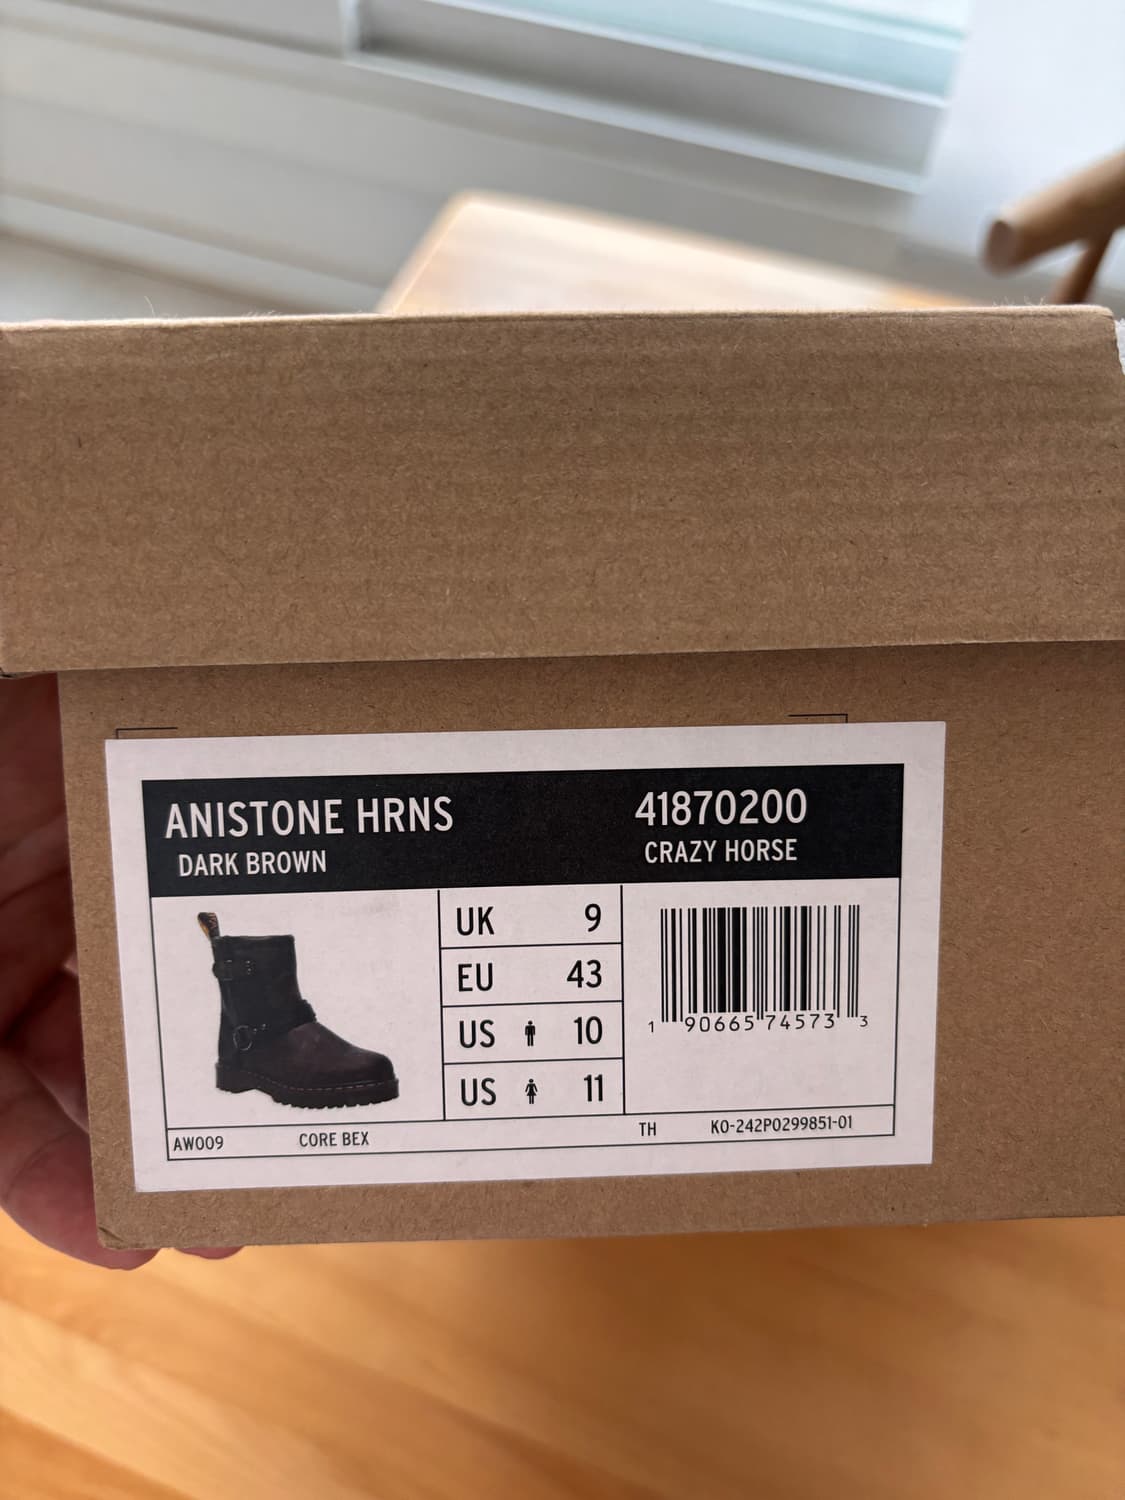 ANISTONE HRNS 41870200
DARK BROWN CRAZY HORSE
UK 9
EU 43
US 10
US 11
1 90665 74573 3
AW009 CORE BEX TH KO-242P0299851-01